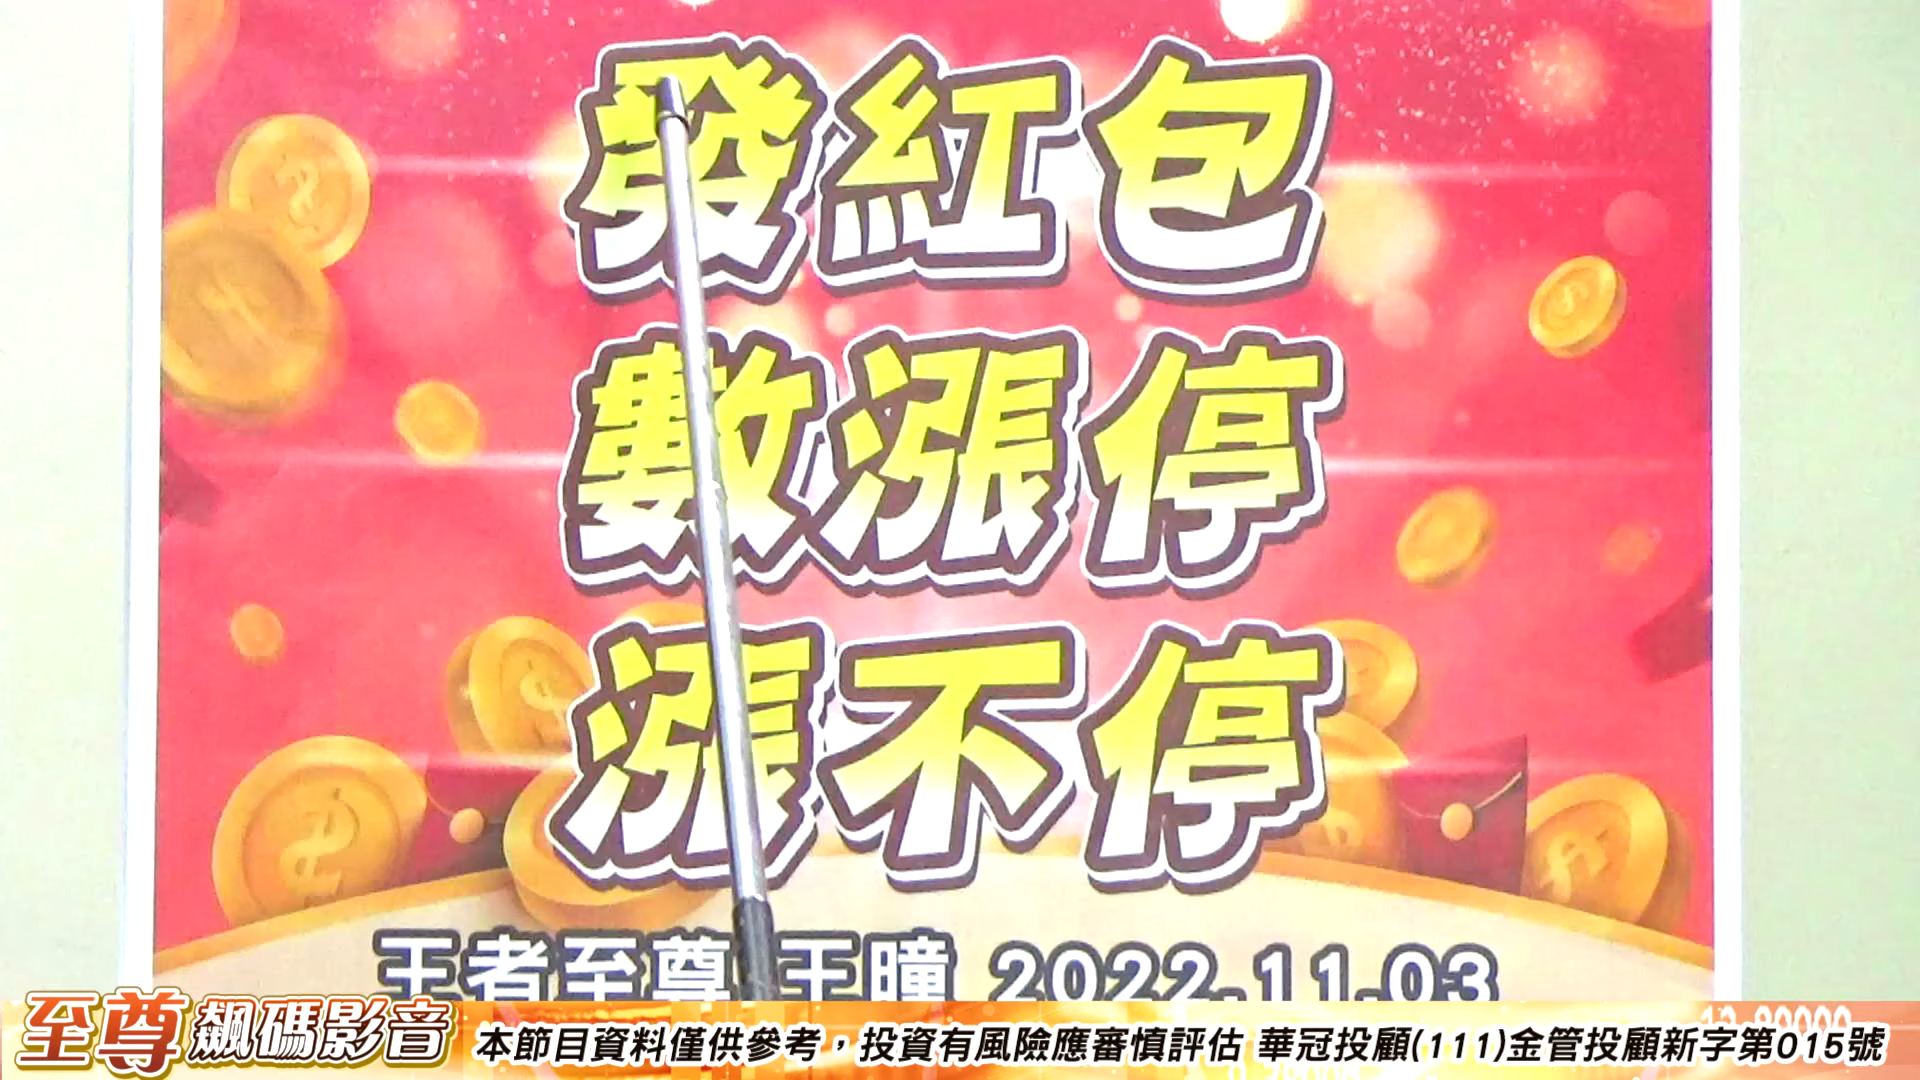 發紅包
數漲停
漲不停
王者至尊 王曈 2022.11.03
至尊飆碼影音 本節目資料僅供參考，投資有風險應審慎評估 華冠投顧(111)金管投顧新字第015號